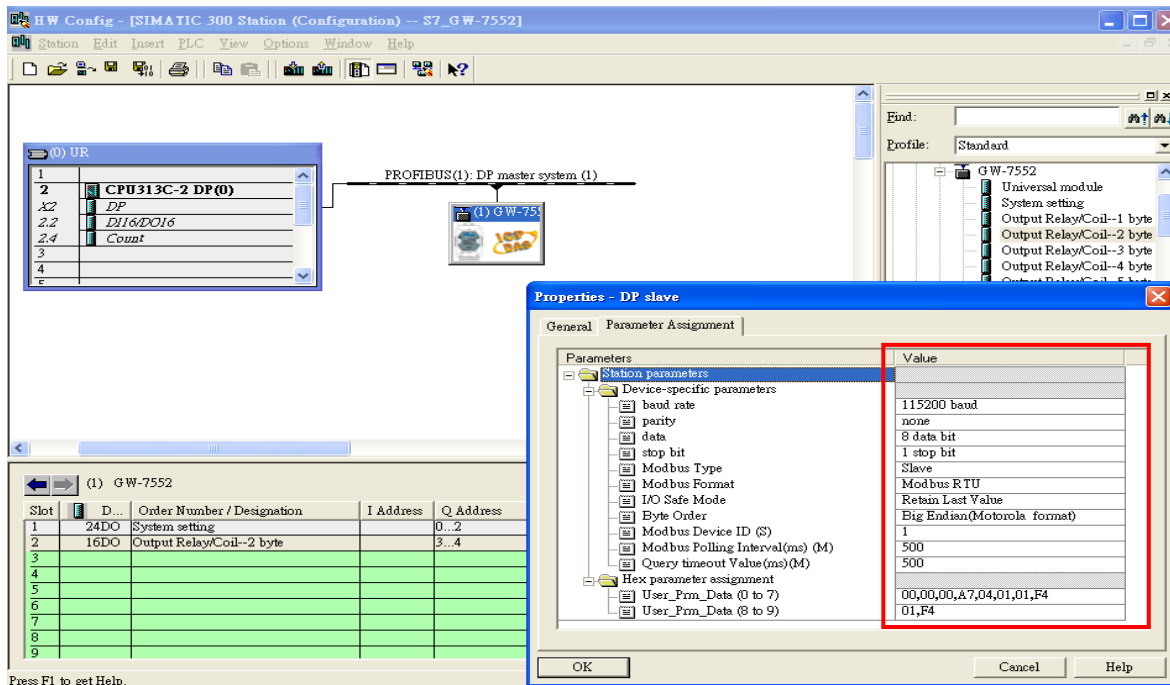 HW Config - [SIMATIC 300 Station (Configuration) -- S7_GW-7552]
Station Edit Insert PLC View Options Window Help
Find:
Profile: Standard
(0) UR
1
2 CPU313C-2 DP(0)
X2 DP
2.2 DI16/DO16
2.4 Count
3
4
PROFIBUS(1): DP master system (1)
(1) GW-755
ICP DAS
GW-7552
Universal module
System setting
Output Relay/Coil--1 byte
Output Relay/Coil--2 byte
Output Relay/Coil--3 byte
Output Relay/Coil--4 byte
Properties - DP slave
General Parameter Assignment
Parameters Value
Station parameters
Device-specific parameters
baud rate 115200 baud
parity none
data 8 data bit
stop bit 1 stop bit
Modbus Type Slave
Modbus Format Modbus RTU
I/O Safe Mode Retain Last Value
Byte Order Big Endian(Motorola format)
Modbus Device ID (S) 1
Modbus Polling Interval(ms) (M) 500
Query timeout Value(ms)(M) 500
Hex parameter assignment
User_Prm_Data (0 to 7) 00,00,00,A7,04,01,01,F4
User_Prm_Data (8 to 9) 01,F4
OK Cancel Help
(1) GW-7552
Slot D... Order Number / Designation I Address Q Address
1 24DO System setting 0...2
2 16DO Output Relay/Coil--2 byte 3...4
3
4
5
6
7
8
9
Press F1 to get Help.